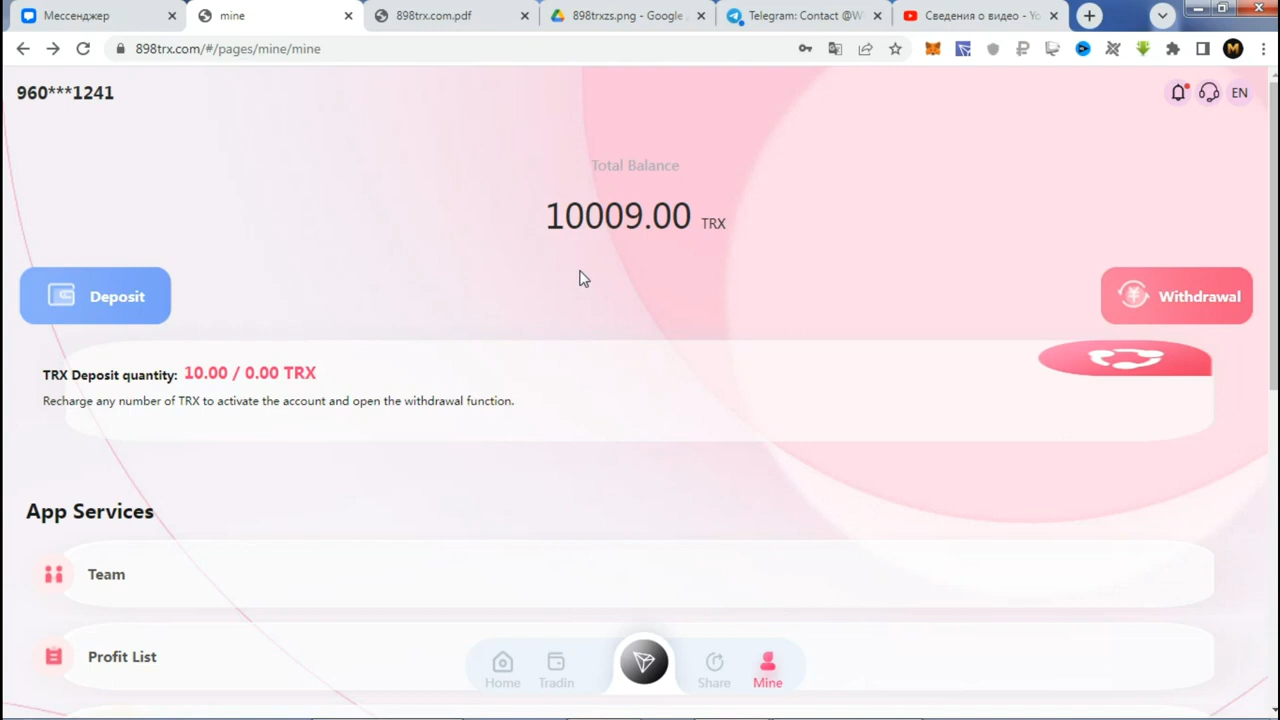 Мессенджер
mine
898trx.com.pdf
898trxzs.png - Google
Telegram: Contact @W
Сведения о видео - Yo
898trx.com/#/pages/mine/mine
960***1241
EN
Total Balance
10009.00 TRX
Deposit
Withdrawal
TRX Deposit quantity: 10.00 / 0.00 TRX
Recharge any number of TRX to activate the account and open the withdrawal function.
App Services
Team
Profit List
Home
Tradin
Share
Mine